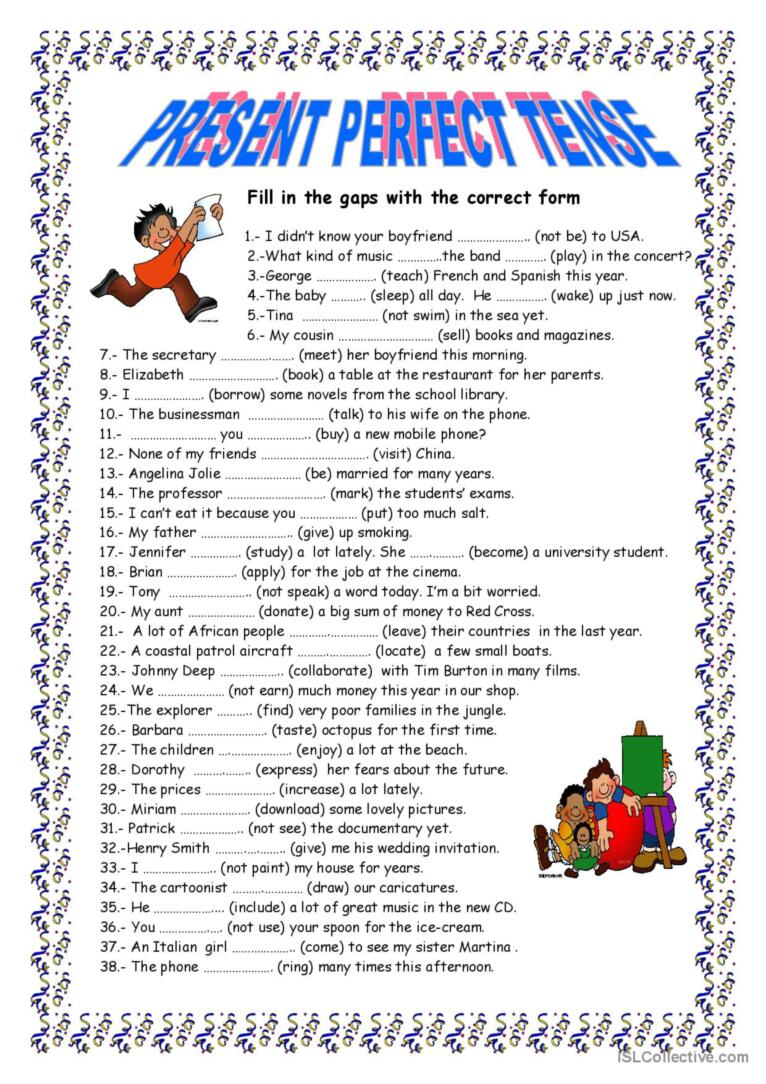 PRESENT PERFECT TENSE
Fill in the gaps with the correct form
1.- I didn't know your boyfriend ........................ (not be) to USA.
2.-What kind of music ..............the band ............. (play) in the concert?
3.-George ................... (teach) French and Spanish this year.
4.-The baby ........... (sleep) all day. He ................ (wake) up just now.
5.-Tina ........................ (not swim) in the sea yet.
6.- My cousin .............................. (sell) books and magazines.
7.- The secretary ........................ (meet) her boyfriend this morning.
8.- Elizabeth ............................ (book) a table at the restaurant for her parents.
9.- I ...................... (borrow) some novels from the school library.
10.- The businessman ........................ (talk) to his wife on the phone.
11.- ........................... you .................... (buy) a new mobile phone?
12.- None of my friends .................................. (visit) China.
13.- Angelina Jolie ........................ (be) married for many years.
14.- The professor ............................... (mark) the students' exams.
15.- I can't eat it because you .................. (put) too much salt.
16.- My father ............................. (give) up smoking.
17.- Jennifer ................ (study) a lot lately. She ................. (become) a university student.
18.- Brian ...................... (apply) for the job at the cinema.
19.- Tony .......................... (not speak) a word today. I'm a bit worried.
20.- My aunt ..................... (donate) a big sum of money to Red Cross.
21.- A lot of African people ............................ (leave) their countries in the last year.
22.- A coastal patrol aircraft ....................... (locate) a few small boats.
23.- Johnny Deep .................... (collaborate) with Tim Burton in many films.
24.- We ..................... (not earn) much money this year in our shop.
25.-The explorer ........... (find) very poor families in the jungle.
26.- Barbara ......................... (taste) octopus for the first time.
27.- The children ....................... (enjoy) a lot at the beach.
28.- Dorothy .................. (express) her fears about the future.
29.- The prices ...................... (increase) a lot lately.
30.- Miriam ...................... (download) some lovely pictures.
31.- Patrick .................... (not see) the documentary yet.
32.-Henry Smith ...................... (give) me his wedding invitation.
33.- I ....................... (not paint) my house for years.
34.- The cartoonist ...................... (draw) our caricatures.
35.- He ....................... (include) a lot of great music in the new CD.
36.- You .................... (not use) your spoon for the ice-cream.
37.- An Italian girl .................... (come) to see my sister Martina .
38.- The phone ...................... (ring) many times this afternoon.
iSLCollective.com